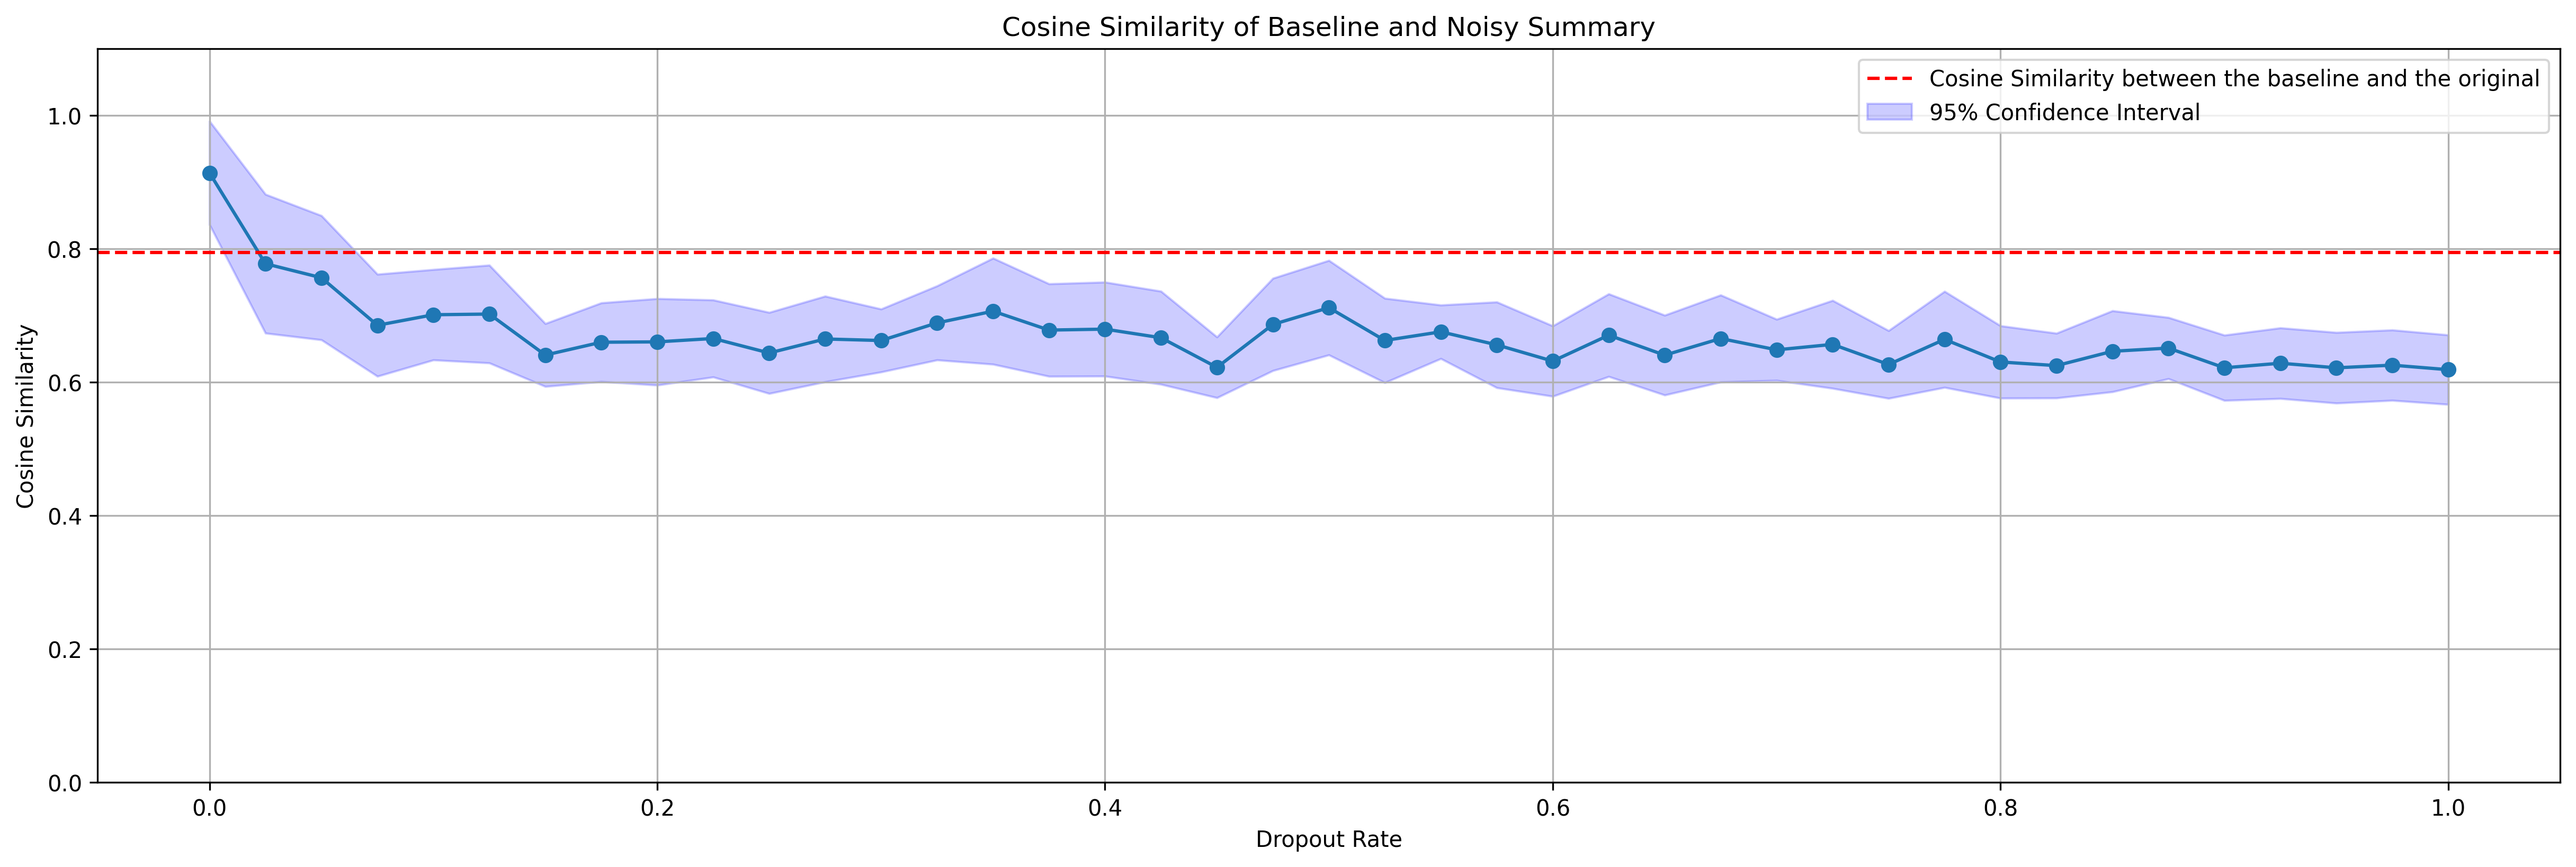 Cosine Similarity of Baseline and Noisy Summary
Cosine Similarity between the baseline and the original
95% Confidence Interval
Cosine Similarity
1.0
0.8
0.6
0.4
0.2
0.0
0.0 0.2 0.4 0.6 0.8 1.0
Dropout Rate